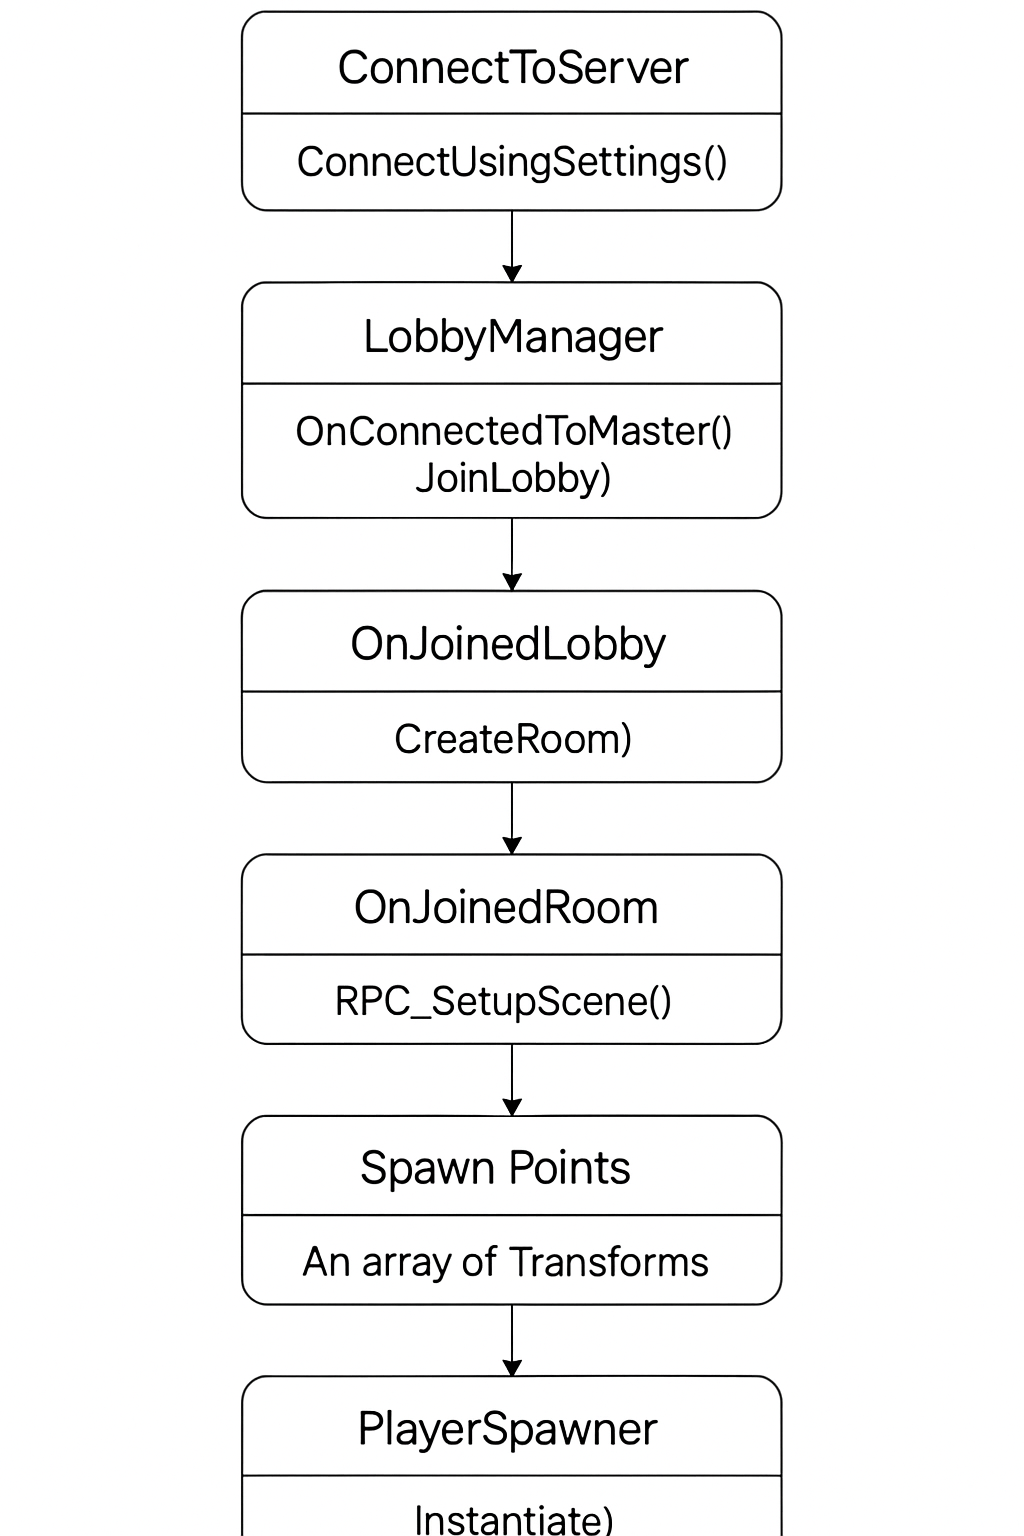 ConnectToServer
ConnectUsingSettings()
LobbyManager
OnConnectedToMaster()
JoinLobby)
OnJoinedLobby
CreateRoom)
OnJoinedRoom
RPC_SetupScene()
Spawn Points
An array of Transforms
PlayerSpawner
Instantiate)